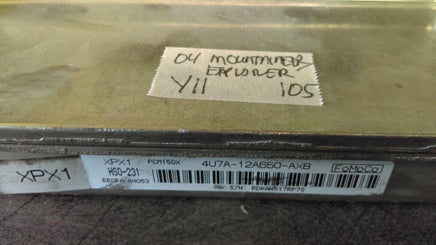 04 MOUNTAINEER/
EXPLORER
Y11 105
XPX1
XPX1 PCM150X 4U7A-12A650-AXB FoMoCo
HSO-231
S/N: